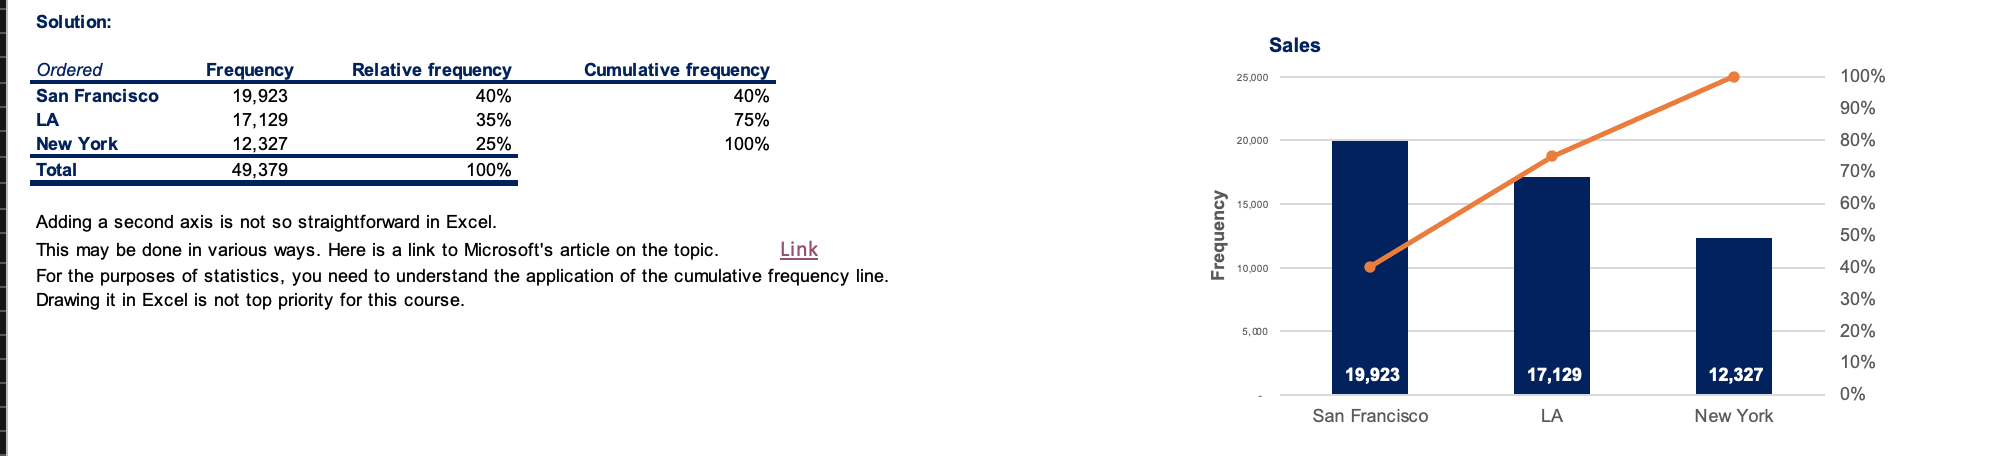 Solution:
Ordered Frequency Relative frequency Cumulative frequency
San Francisco 19,923 40% 40%
LA 17,129 35% 75%
New York 12,327 25% 100%
Total 49,379 100%
Adding a second axis is not so straightforward in Excel.
This may be done in various ways. Here is a link to Microsoft's article on the topic. Link
For the purposes of statistics, you need to understand the application of the cumulative frequency line.
Drawing it in Excel is not top priority for this course.
Sales
Frequency
25,000
20,000
15,000
10,000
5,000
-
100%
90%
80%
70%
60%
50%
40%
30%
20%
10%
0%
19,923 17,129 12,327
San Francisco LA New York